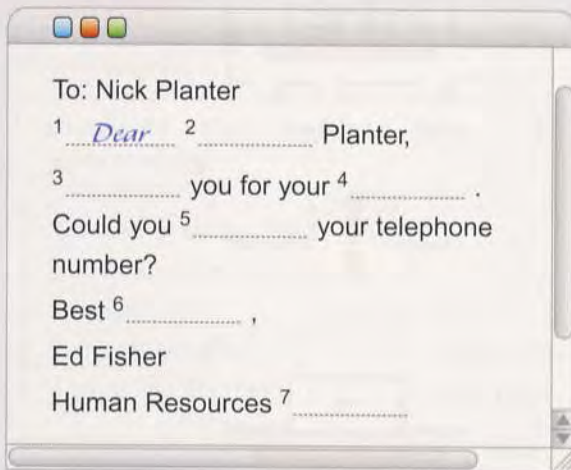 To: Nick Planter
1 Dear 2 Planter,
3 you for your 4 .
Could you 5 your telephone
number?
Best 6 ,
Ed Fisher
Human Resources 7